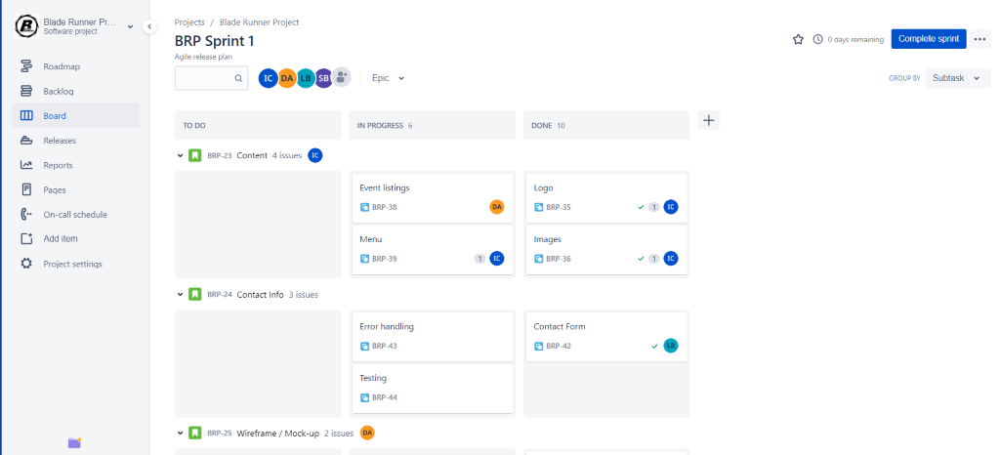 Blade Runner Pr...
Software project
Roadmap
Backlog
Board
Releases
Reports
Pages
On-call schedule
Add item
Project settings
Projects / Blade Runner Project
BRP Sprint 1
Agile release plan
0 days remaining
Complete sprint
IC DA LB SB
Epic
GROUP BY Subtask
TO DO
IN PROGRESS 6
DONE 10
BRP-23 Content 4 issues IC
Event listings
BRP-38 DA
Menu
BRP-39 1 IC
Logo
BRP-35 1 IC
Images
BRP-36 1 IC
BRP-24 Contact Info 3 issues
Error handling
BRP-43
Testing
BRP-44
Contact Form
BRP-42 LB
BRP-25 Wireframe / Mock-up 2 issues DA